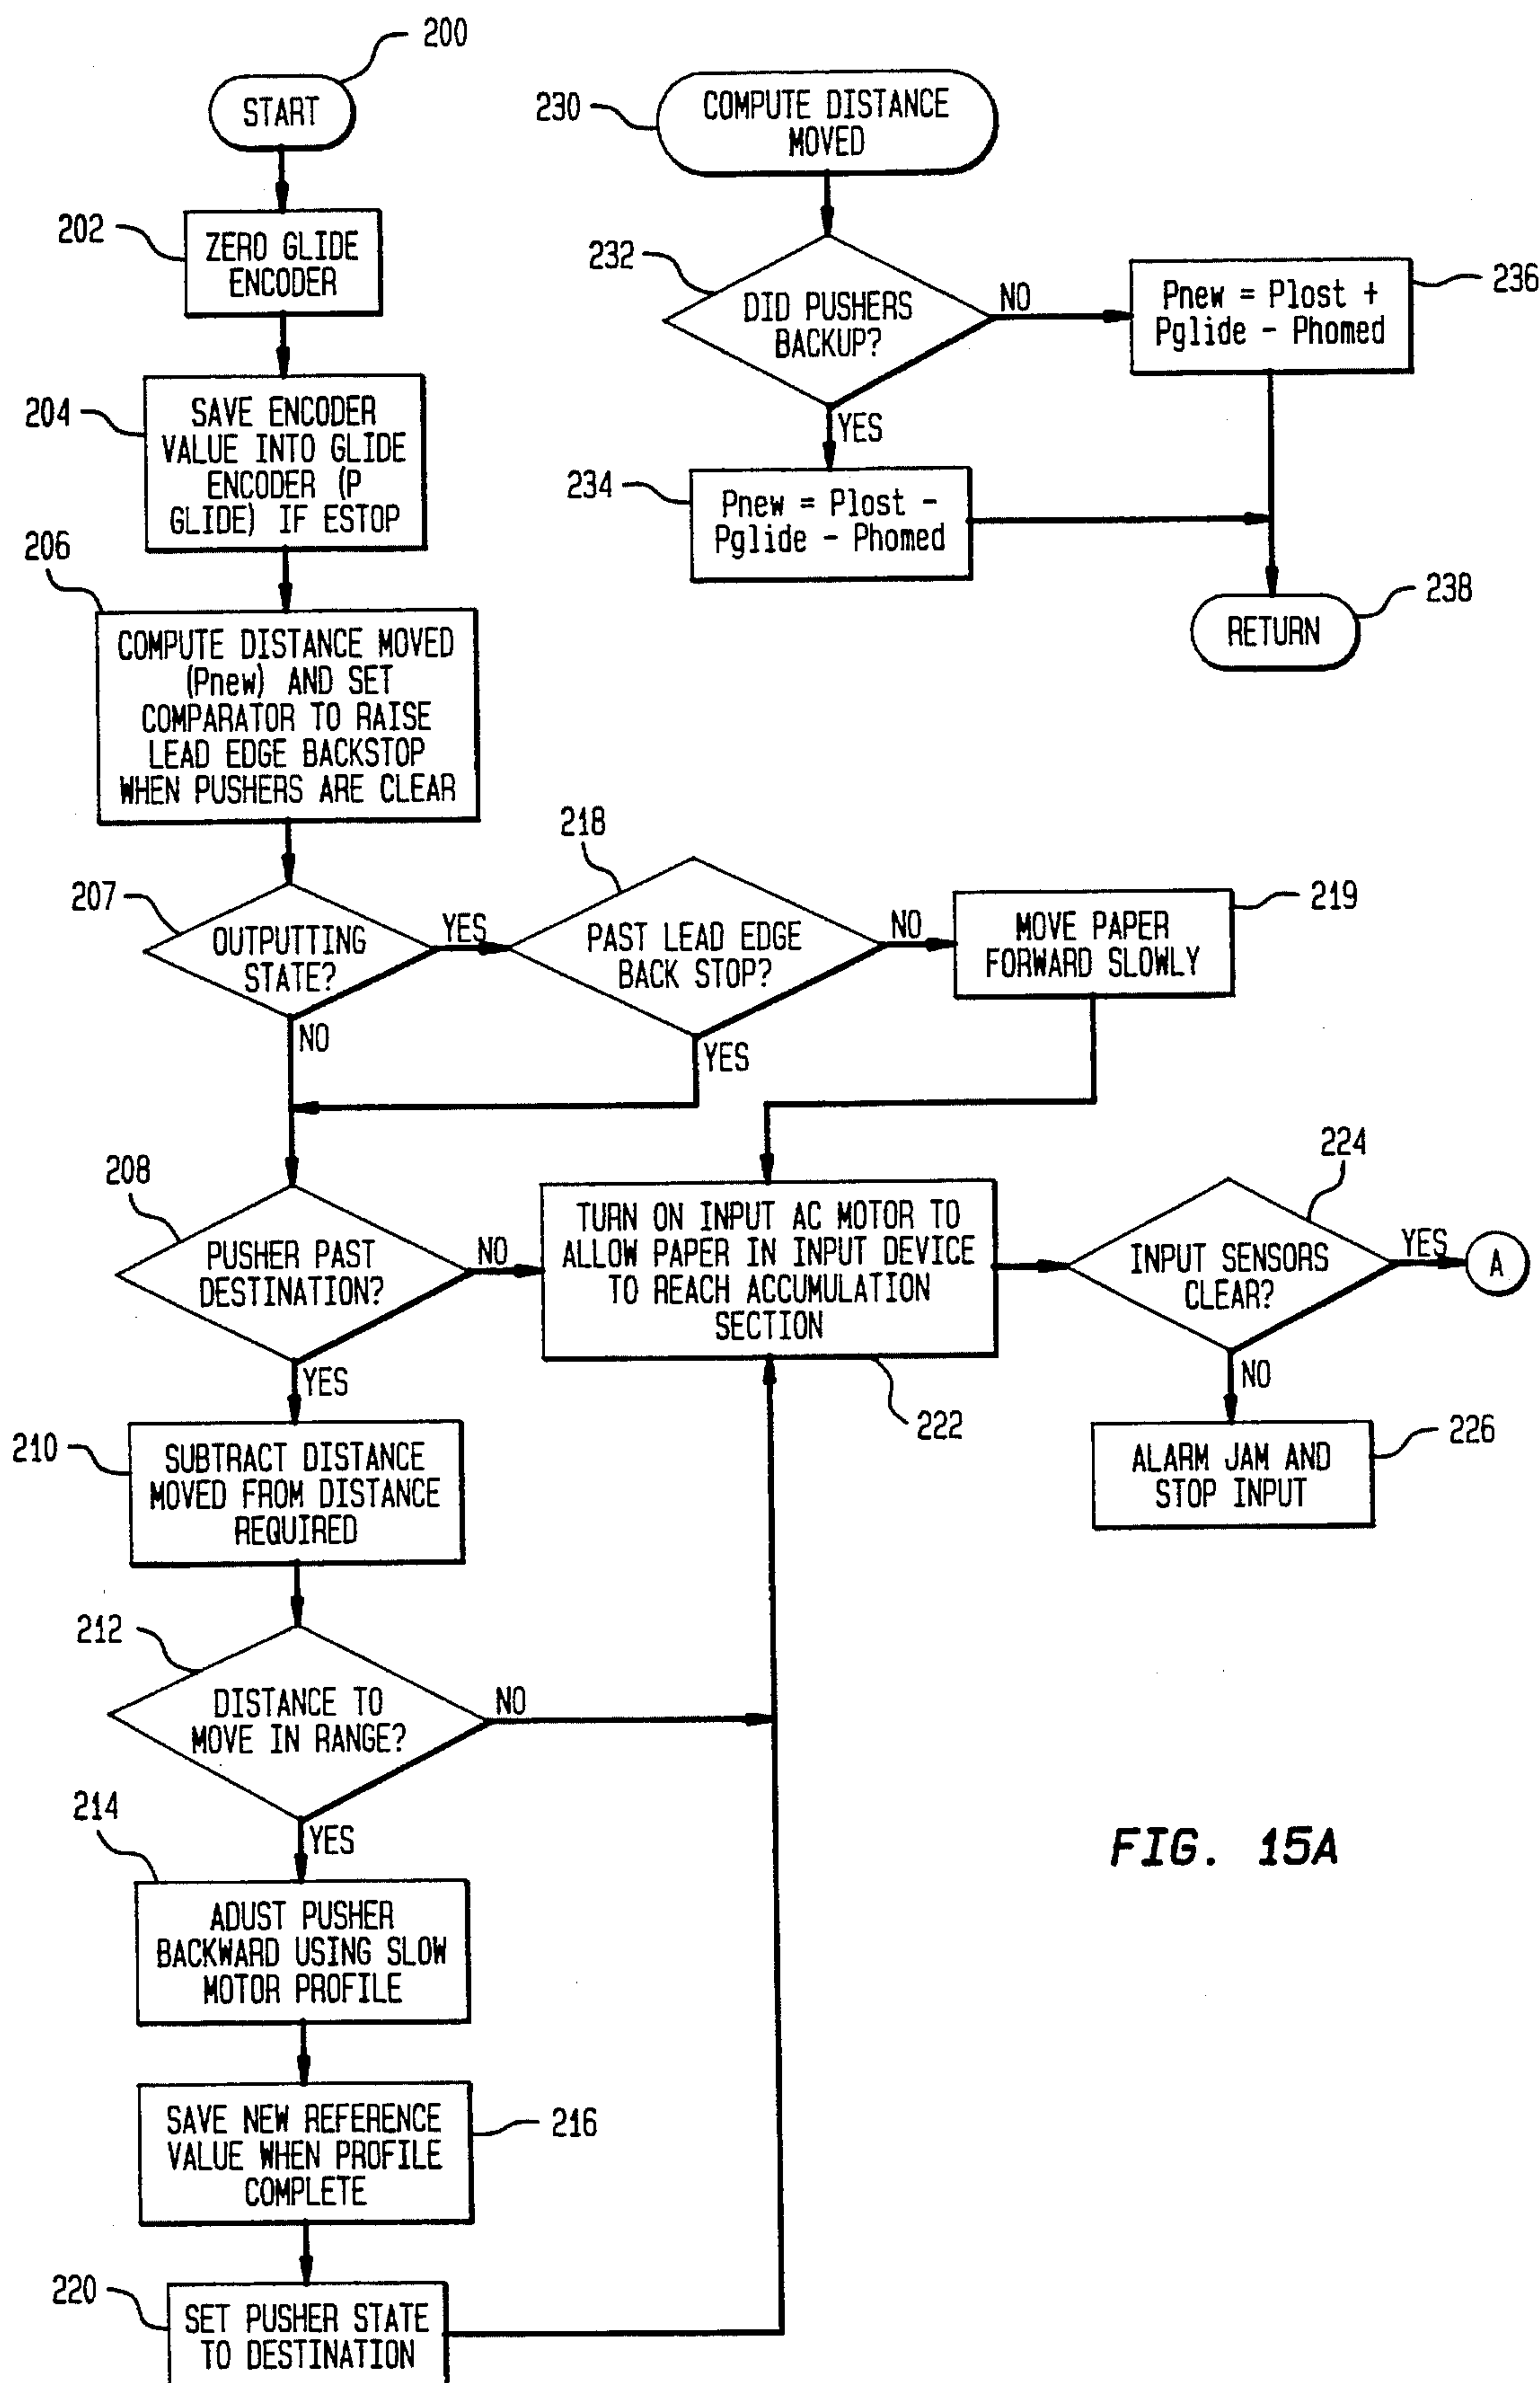 200
START
202
ZERO GLIDE
ENCODER
204
SAVE ENCODER
VALUE INTO GLIDE
ENCODER (P
GLIDE) IF ESTOP
206
COMPUTE DISTANCE MOVED
(Pnew) AND SET
COMPARATOR TO RAISE
LEAD EDGE BACKSTOP
WHEN PUSHERS ARE CLEAR
230
COMPUTE DISTANCE
MOVED
232
DID PUSHERS
BACKUP?
NO
236
Pnew = Plost +
Pglide - Phomed
YES
234
Pnew = Plost -
Pglide - Phomed
238
RETURN
207
OUTPUTTING
STATE?
YES
NO
218
PAST LEAD EDGE
BACK STOP?
NO
YES
219
MOVE PAPER
FORWARD SLOWLY
208
PUSHER PAST
DESTINATION?
NO
YES
TURN ON INPUT AC MOTOR TO
ALLOW PAPER IN INPUT DEVICE
TO REACH ACCUMULATION
SECTION
222
224
INPUT SENSORS
CLEAR?
YES
A
NO
226
ALARM JAM AND
STOP INPUT
210
SUBTRACT DISTANCE
MOVED FROM DISTANCE
REQUIRED
212
DISTANCE TO
MOVE IN RANGE?
NO
YES
214
ADUST PUSHER
BACKWARD USING SLOW
MOTOR PROFILE
216
SAVE NEW REFERENCE
VALUE WHEN PROFILE
COMPLETE
220
SET PUSHER STATE
TO DESTINATION
FIG. 15A